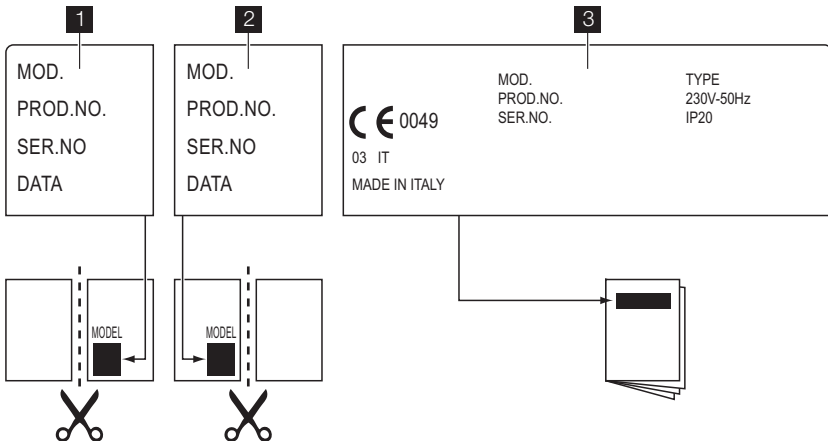 1
MOD.
PROD.NO.
SER.NO
DATA
MODEL
2
MOD.
PROD.NO.
SER.NO
DATA
MODEL
3
CE 0049
03 IT
MADE IN ITALY
MOD.
PROD.NO.
SER.NO.
TYPE
230V-50Hz
IP20